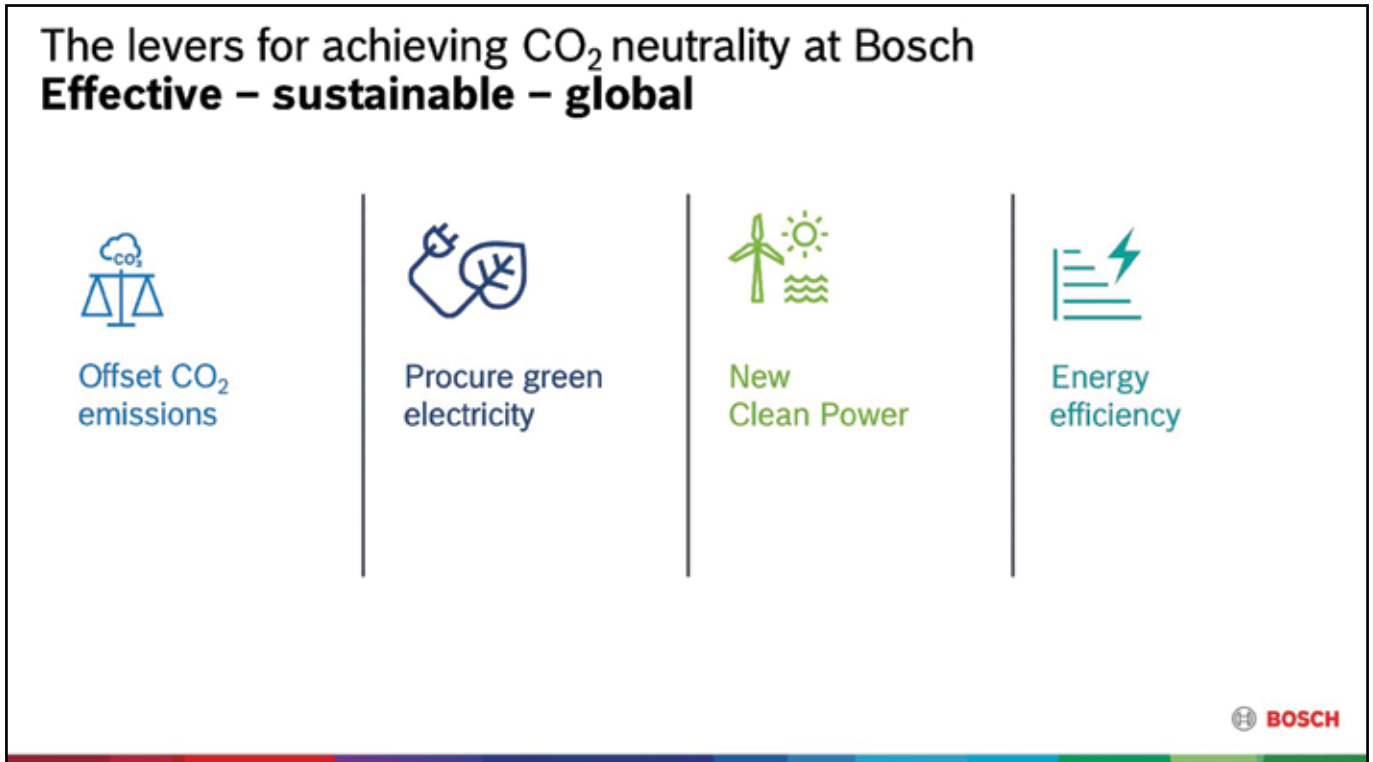 The levers for achieving CO₂ neutrality at Bosch
Effective – sustainable – global
CO₂
Offset CO₂
emissions
Procure green
electricity
New
Clean Power
Energy
efficiency
BOSCH